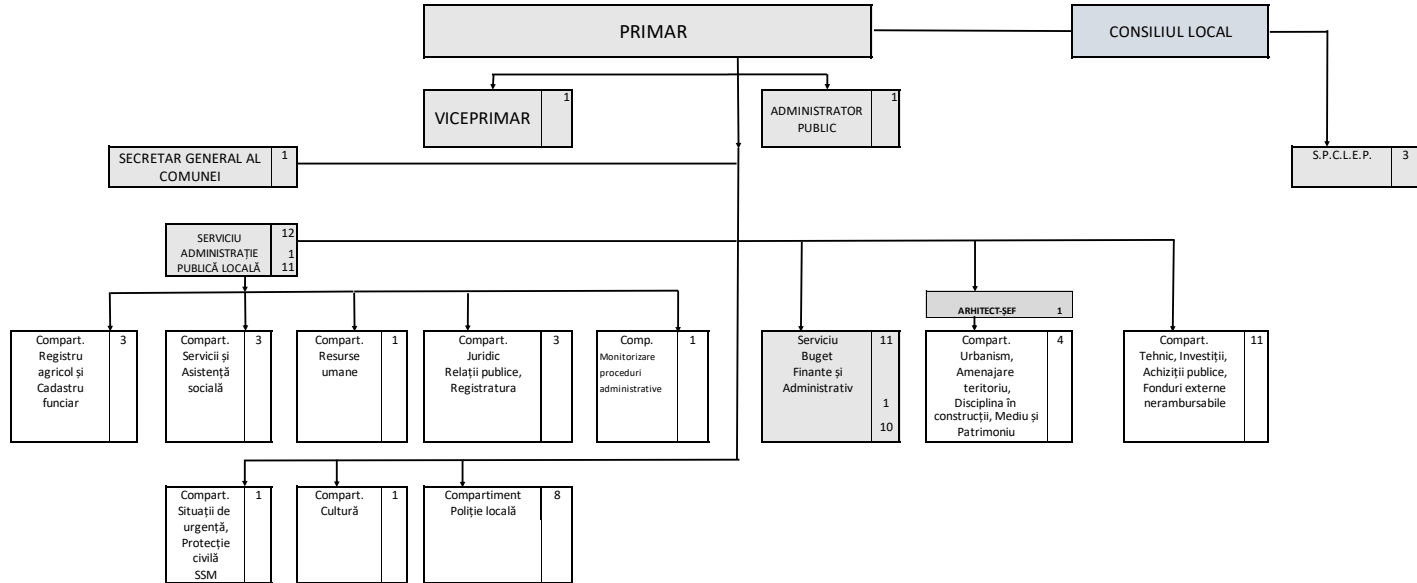 PRIMAR
CONSILIUL LOCAL
VICEPRIMAR
1
ADMINISTRATOR
PUBLIC
1
SECRETAR GENERAL AL
COMUNEI
1
S.P.C.L.E.P.
3
SERVICIU
ADMINISTRAȚIE
PUBLICĂ LOCALĂ
12
1
11
ARHITECT-ȘEF 1
Compart.
Registru
agricol și
Cadastru
funciar
3
Compart.
Servicii și
Asistență
socială
3
Compart.
Resurse
umane
1
Compart.
Juridic
Relații publice,
Registratura
3
Comp.
Monitorizare
proceduri
administrative
1
Serviciu
Buget
Finante și
Administrativ
11
1
10
Compart.
Urbanism,
Amenajare
teritoriu,
Disciplina în
construcții, Mediu și
Patrimoniu
4
Compart.
Tehnic, Investiții,
Achiziții publice,
Fonduri externe
nerambursabile
11
Compart.
Situații de
urgență,
Protecție
civilă
SSM
1
Compart.
Cultură
1
Compartiment
Poliție locală
8